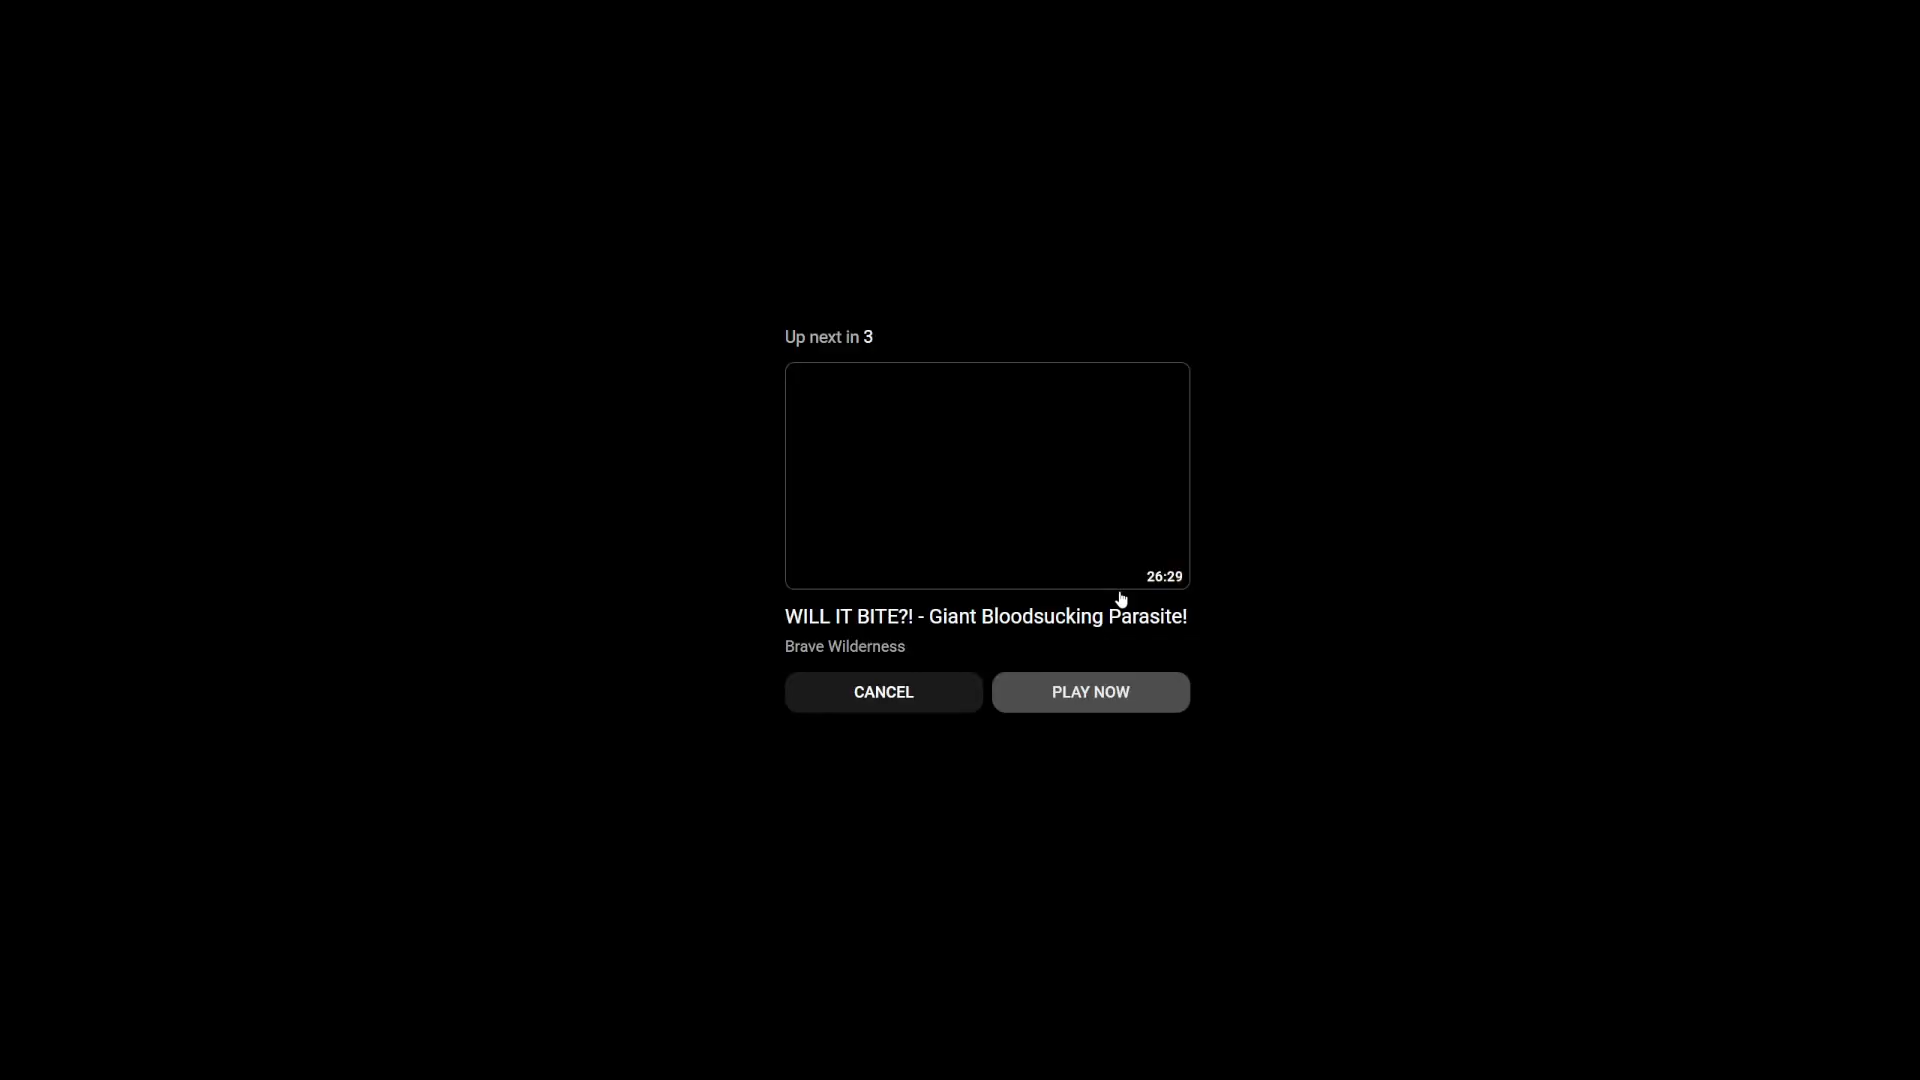 Up next in 3
26:29
WILL IT BITE?! - Giant Bloodsucking Parasite!
Brave Wilderness
CANCEL
PLAY NOW